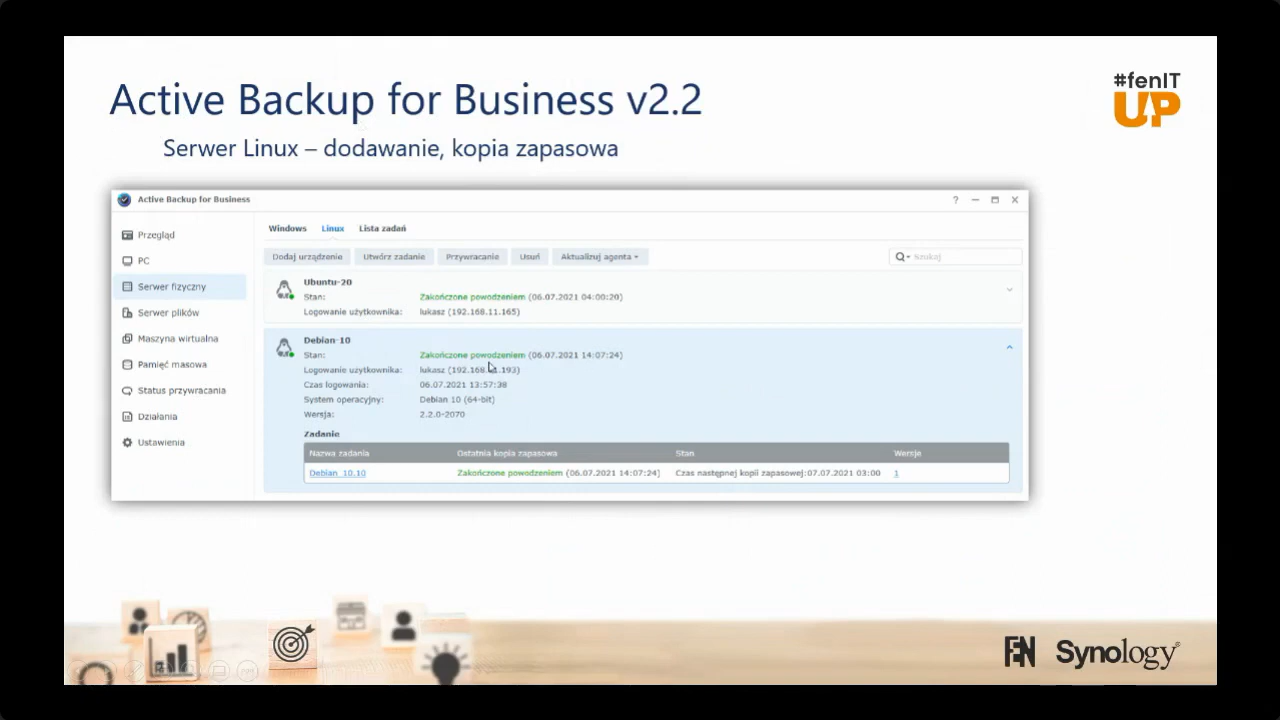 Active Backup for Business v2.2
#fenIT
UP
Serwer Linux – dodawanie, kopia zapasowa
Active Backup for Business
?
Przegląd
PC
Serwer fizyczny
Serwer plików
Maszyna wirtualna
Pamięć masowa
Status przywracania
Działania
Ustawienia
Windows Linux Lista zadań
Dodaj urządzenie Utwórz zadanie Przywracanie Usuń Aktualizuj agenta
Szukaj
Ubuntu-20
Stan: Zakończone powodzeniem (06.07.2021 04:00:20)
Logowanie użytkownika: lukasz (192.168.11.165)
Debian-10
Stan: Zakończone powodzeniem (06.07.2021 14:07:24)
Logowanie użytkownika: lukasz (192.168.11.193)
Czas logowania: 06.07.2021 13:57:38
System operacyjny: Debian 10 (64-bit)
Wersja: 2.2.0-2070
Zadanie
Nazwa zadania Ostatnia kopia zapasowa Stan Wersje
Debian_10.10 Zakończone powodzeniem (06.07.2021 14:07:24) Czas następnej kopii zapasowej:07.07.2021 03:00 1
FEN Synology